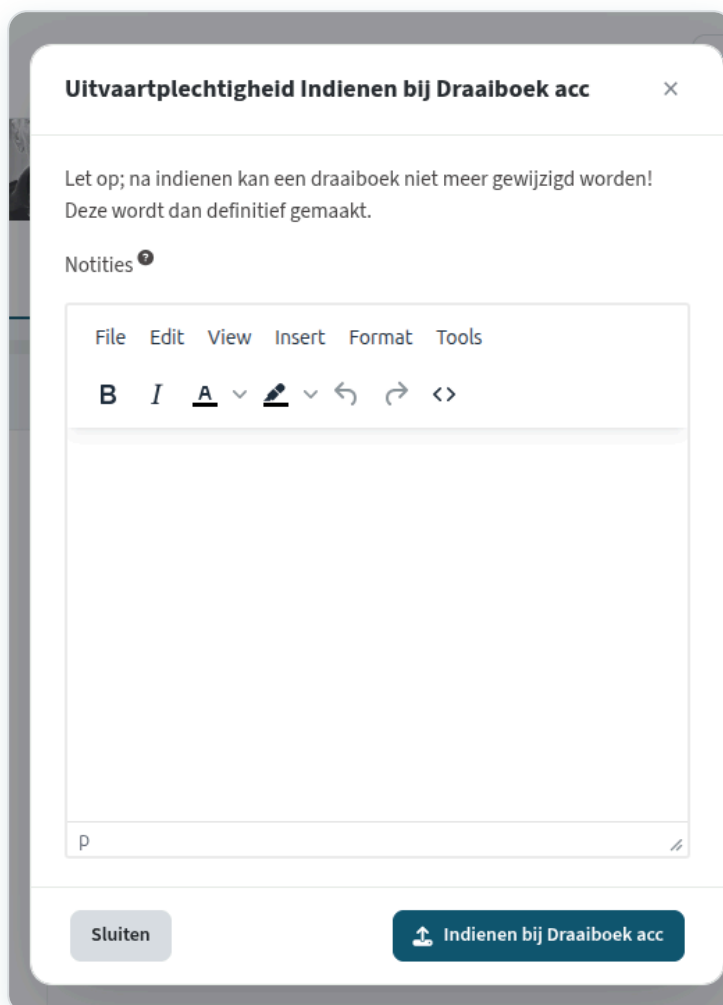 Uitvaartplechtigheid Indienen bij Draaiboek acc
Let op; na indienen kan een draaiboek niet meer gewijzigd worden!
Deze wordt dan definitief gemaakt.
Notities ?
File Edit View Insert Format Tools
B I A
p
Sluiten Indienen bij Draaiboek acc